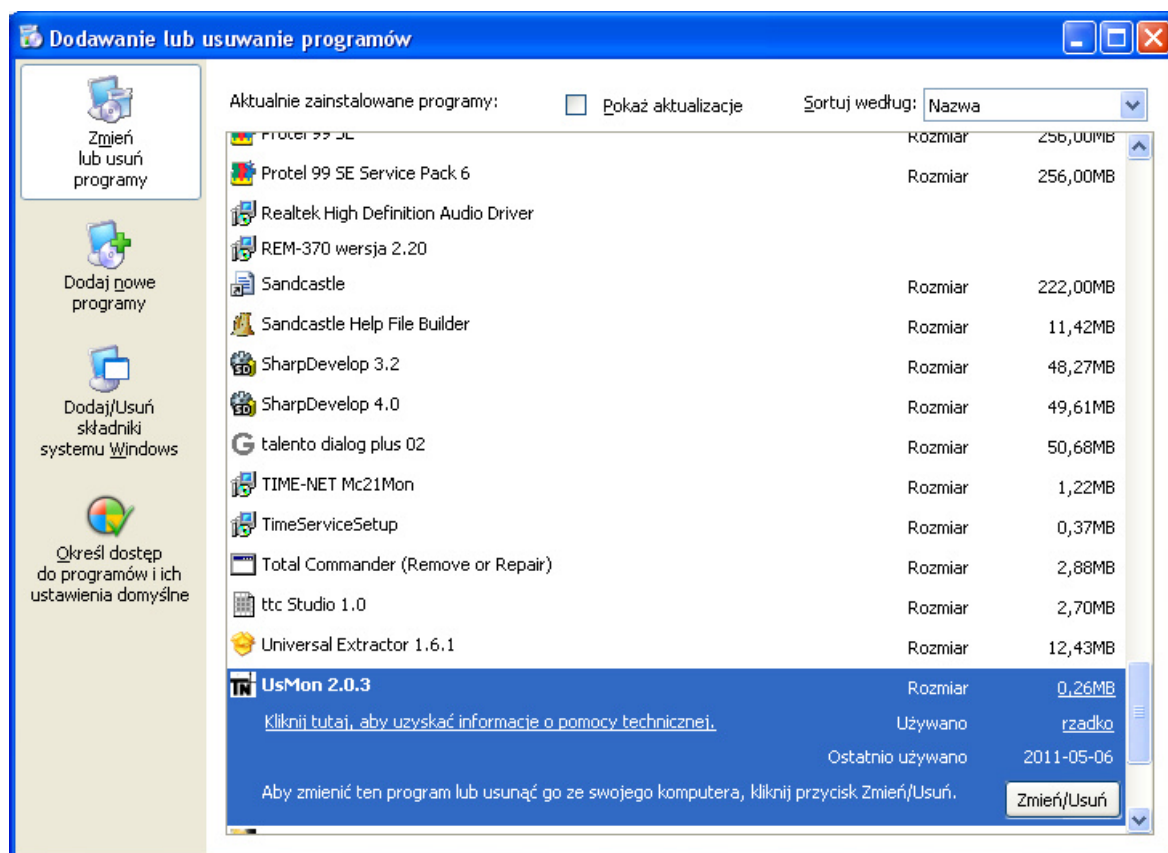 Dodawanie lub usuwanie programów
Zmień
lub usuń
programy
Dodaj nowe
programy
Dodaj/Usuń
składniki
systemu Windows
Określ dostęp
do programów i ich
ustawienia domyślne
Aktualnie zainstalowane programy: Pokaż aktualizacje Sortuj według: Nazwa
Protel 99 SE Rozmiar 256,00MB
Protel 99 SE Service Pack 6 Rozmiar 256,00MB
Realtek High Definition Audio Driver
REM-370 wersja 2.20
Sandcastle Rozmiar 222,00MB
Sandcastle Help File Builder Rozmiar 11,42MB
SharpDevelop 3.2 Rozmiar 48,27MB
SharpDevelop 4.0 Rozmiar 49,61MB
talento dialog plus 02 Rozmiar 50,68MB
TIME-NET Mc21Mon Rozmiar 1,22MB
TimeServiceSetup Rozmiar 0,37MB
Total Commander (Remove or Repair) Rozmiar 2,88MB
ttc Studio 1.0 Rozmiar 2,70MB
Universal Extractor 1.6.1 Rozmiar 12,43MB
UsMon 2.0.3 Rozmiar 0,26MB
Kliknij tutaj, aby uzyskać informacje o pomocy technicznej. Używano rzadko
Ostatnio używano 2011-05-06
Aby zmienić ten program lub usunąć go ze swojego komputera, kliknij przycisk Zmień/Usuń. Zmień/Usuń